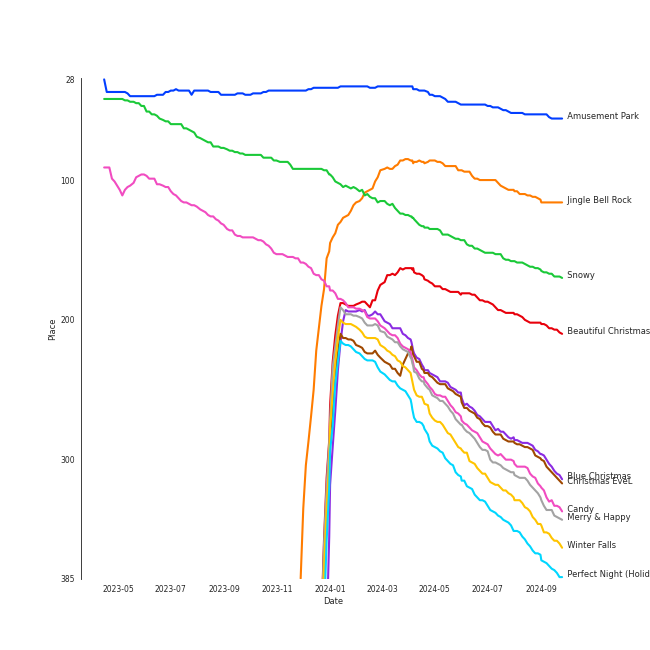 28
Amusement Park
100
Jingle Bell Rock
Snowy
200
Place
Beautiful Christmas
300
Blue Christmas
Christmas EveL
Candy
Merry & Happy
Winter Falls
Perfect Night (Holid
385
2023-05 2023-07 2023-09 2023-11 2024-01 2024-03 2024-05 2024-07 2024-09
Date